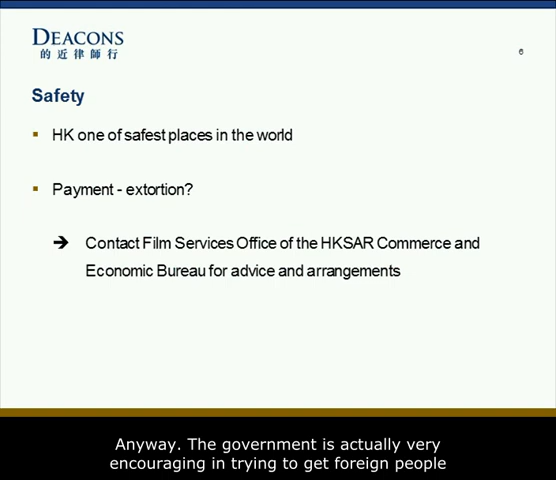 DEACONS
的近律師行
6
Safety
HK one of safest places in the world
Payment - extortion?
➔ Contact Film Services Office of the HKSAR Commerce and
Economic Bureau for advice and arrangements
Anyway. The government is actually very
encouraging in trying to get foreign people